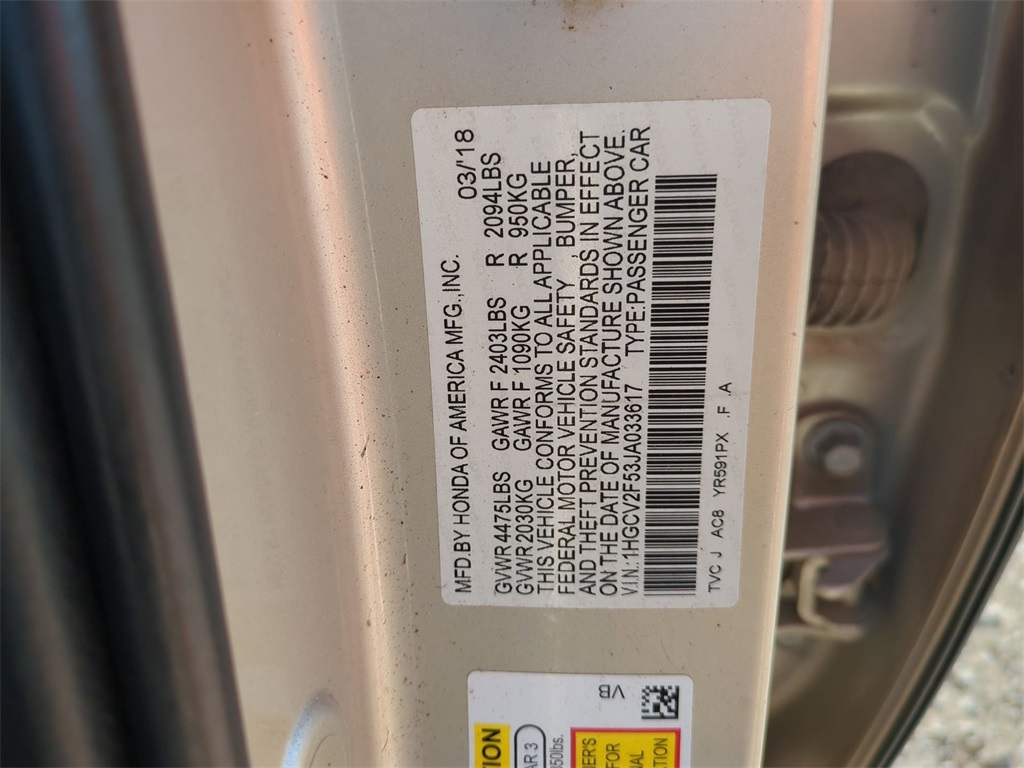 MFD.BY HONDA OF AMERICA MFG.,INC. 03/'18
GVWR 4475LBS GAWR F 2403LBS R 2094LBS
GVWR 2030KG GAWR F 1090KG R 950KG
THIS VEHICLE CONFORMS TO ALL APPLICABLE
FEDERAL MOTOR VEHICLE SAFETY, BUMPER,
AND THEFT PREVENTION STANDARDS IN EFFECT
ON THE DATE OF MANUFACTURE SHOWN ABOVE.
V.I.N.:1HGCV2F53JA033617 TYPE:PASSENGER CAR
TVC J AC8 YR591PX .F .A
VB